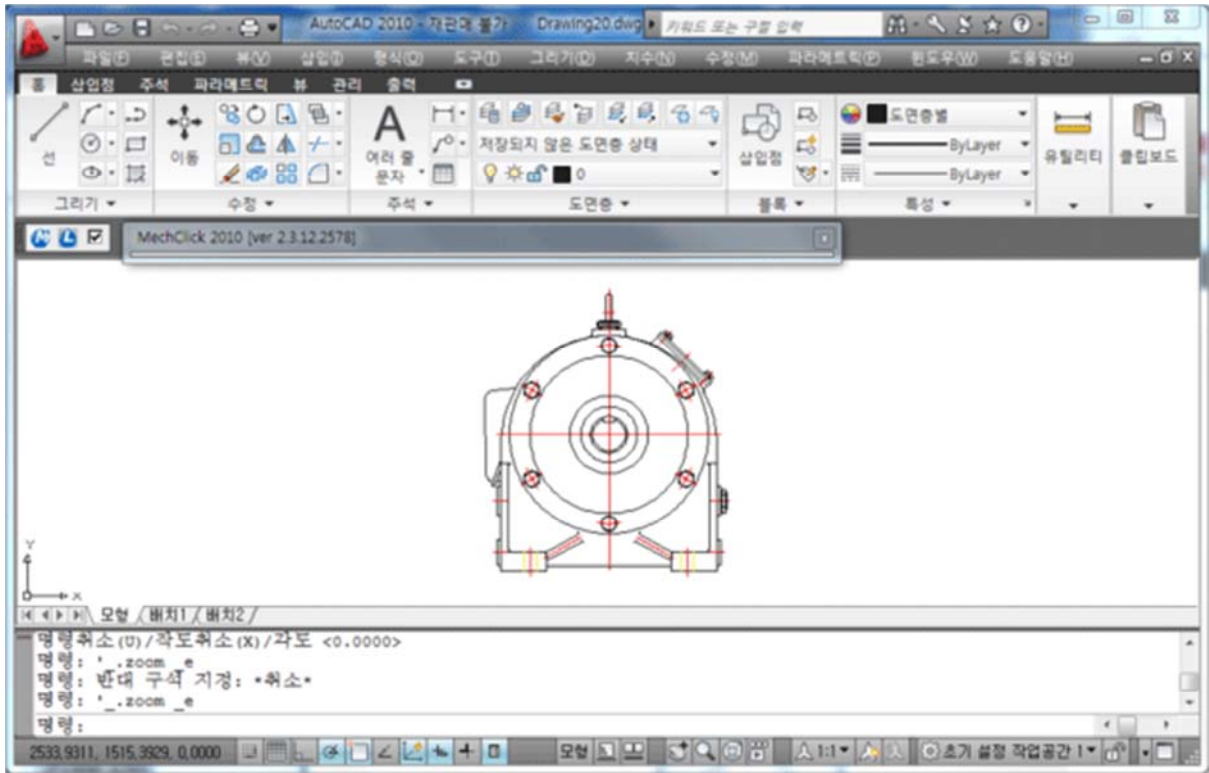 AutoCAD 2010 - 재판매 불가 Drawing20.dwg 키워드 또는 구절 입력
파일(F) 편집(E) 뷰(V) 삽입(I) 형식(O) 도구(T) 그리기(D) 치수(N) 수정(M) 파라메트릭(P) 윈도우(W) 도움말(H)
홈 삽입점 주석 파라메트릭 뷰 관리 출력
선 이동 A 여러 줄 문자 저장되지 않은 도면층 상태 0 삽입점 도면층별 ByLayer ByLayer 유틸리티 클립보드
그리기 수정 주석 도면층 블록 특성
MechClick 2010 [ver 2.3.12.2578]
Y
X
모형 배치1 배치2
명령취소(U)/각도취소(X)/각도 <0.0000>
명령: '_.zoom _e
명령: 반대 구석 지정: *취소*
명령: '_.zoom _e
명령:
2533.9311, 1515.3929, 0.0000 모형 1:1 초기 설정 작업공간 1